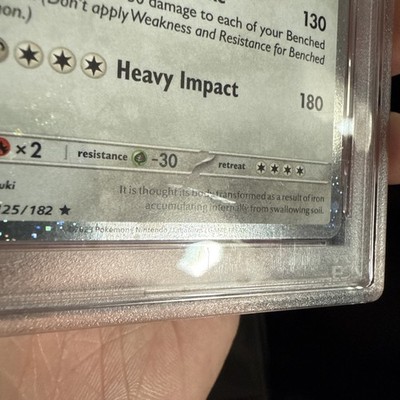 130
damage to each of your Benched
(Don't apply Weakness and Resistance for Benched
Heavy Impact 180
×2 resistance -30 retreat
It is thought its body transformed as a result of iron
accumulating internally from swallowing soil.
25/182